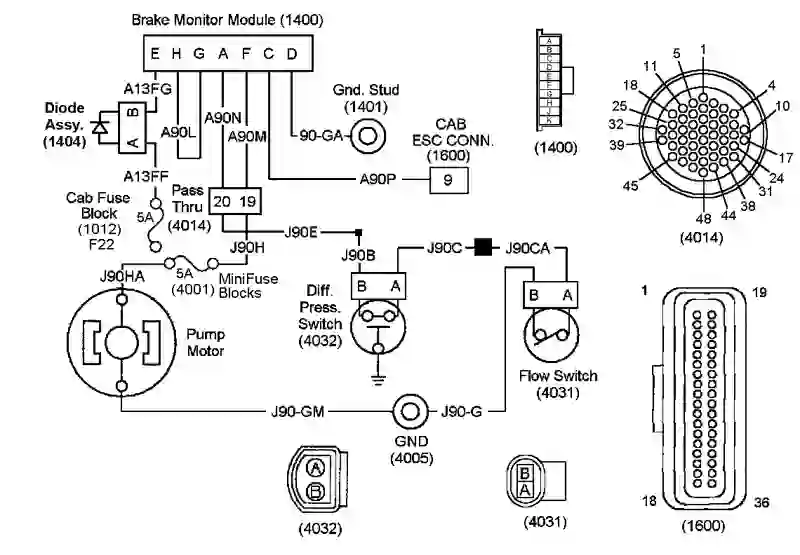 Brake Monitor Module (1400)
E H G A F C D
A13FG
Diode
Assy.
(1404)
B
A
A90L
A90N
A90M
Gnd. Stud
(1401)
90-GA
CAB
ESC CONN.
(1600)
A90P
9
A13FF
Cab Fuse
Block
(1012)
F22
5A
Pass
Thru
(4014)
20 19
J90E
J90H
J90B
J90C
J90CA
J90HA
5A
(4001)
MiniFuse
Blocks
Diff.
Press.
Switch
(4032)
B A
B A
Pump
Motor
Flow Switch
(4031)
J90-GM
J90-G
GND
(4005)
A
B
C
D
E
F
G
H
J
K
(1400)
1
5
11
18
25
32
39
45
4
10
17
24
31
38
44
48
(4014)
A
B
(4032)
B
A
(4031)
1
19
18
36
(1600)